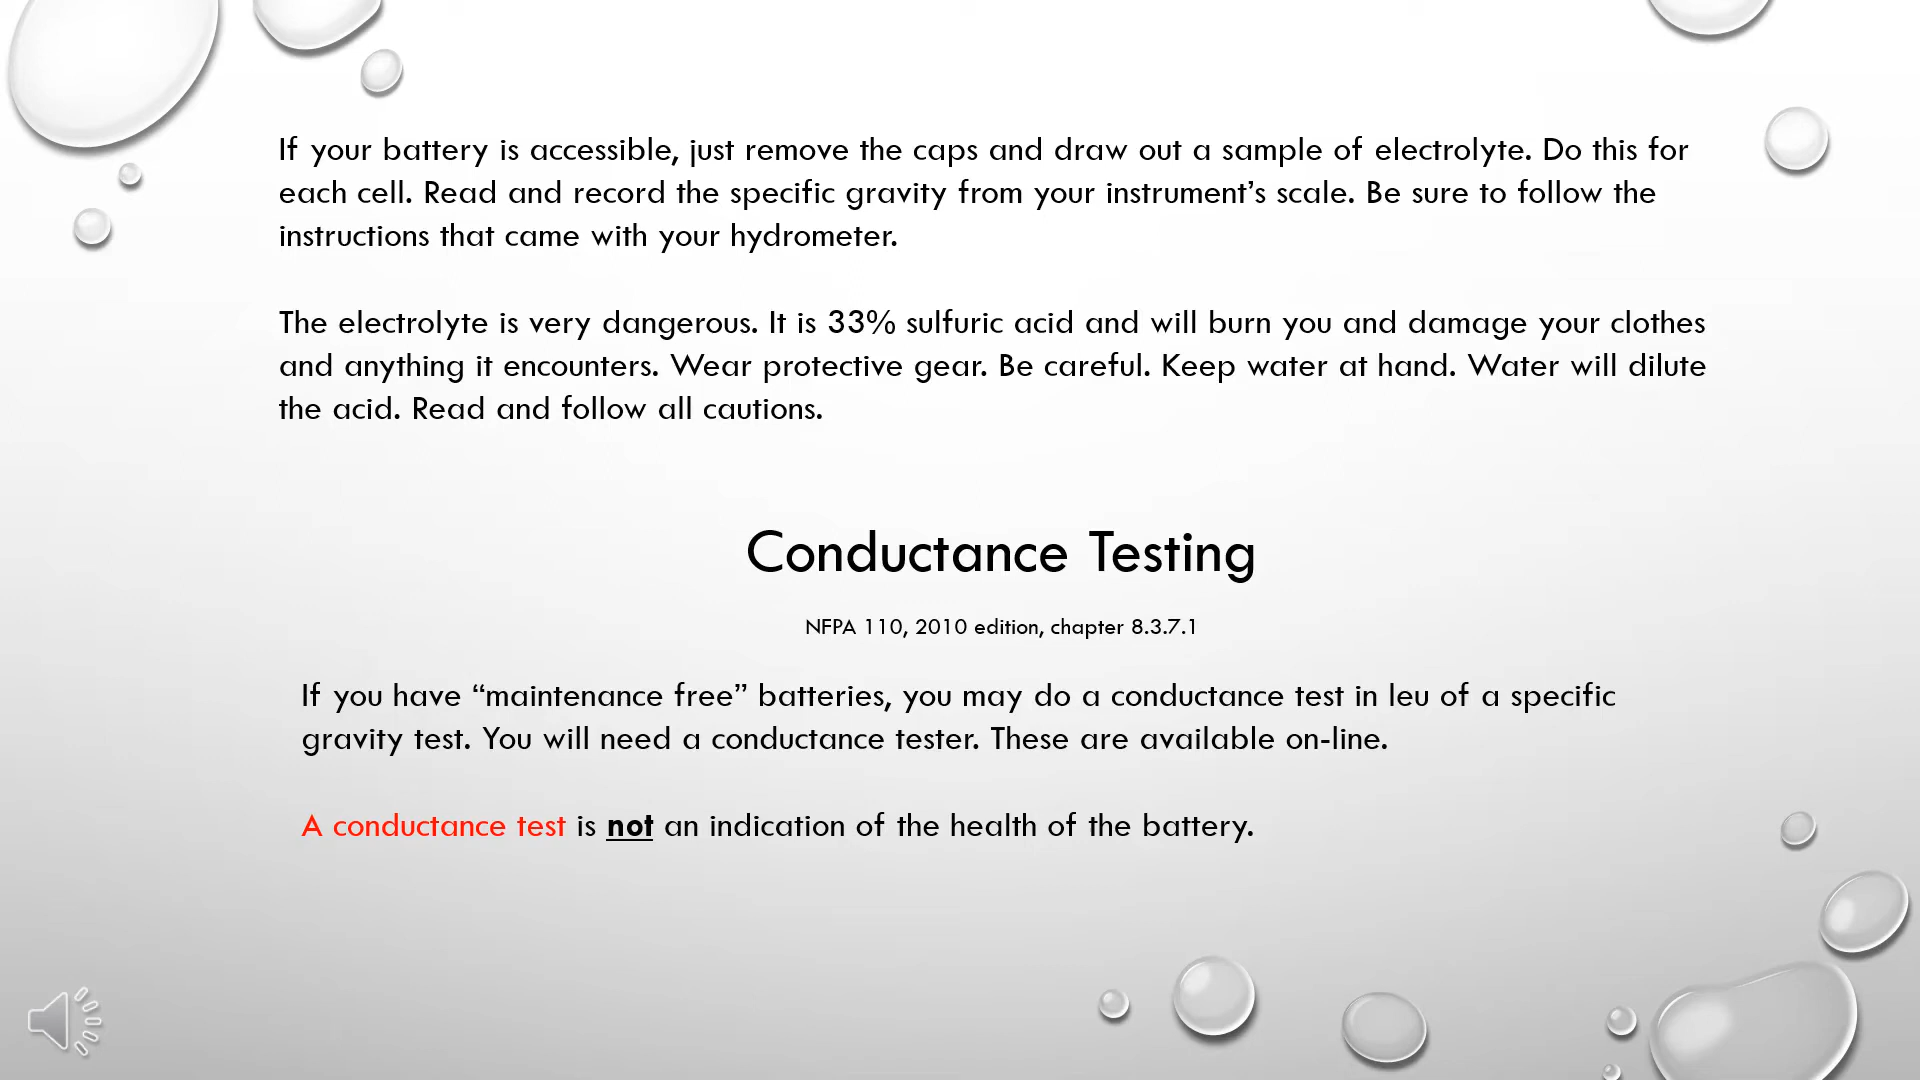 If your battery is accessible, just remove the caps and draw out a sample of electrolyte. Do this for
each cell. Read and record the specific gravity from your instrument’s scale. Be sure to follow the
instructions that came with your hydrometer.
The electrolyte is very dangerous. It is 33% sulfuric acid and will burn you and damage your clothes
and anything it encounters. Wear protective gear. Be careful. Keep water at hand. Water will dilute
the acid. Read and follow all cautions.
Conductance Testing
NFPA 110, 2010 edition, chapter 8.3.7.1
If you have “maintenance free” batteries, you may do a conductance test in leu of a specific
gravity test. You will need a conductance tester. These are available on-line.
A conductance test is not an indication of the health of the battery.